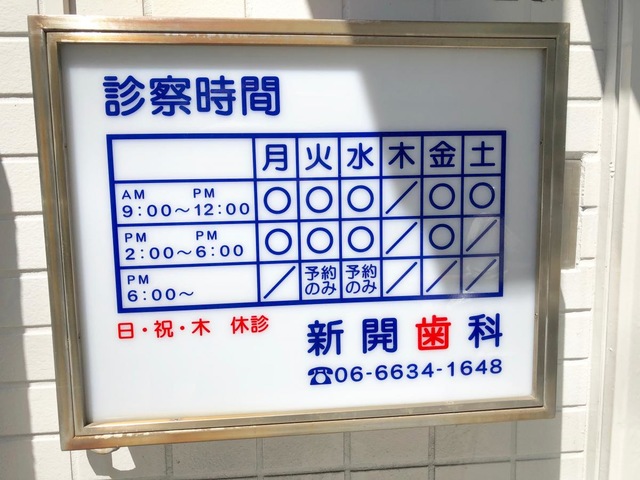 診察時間
月 火 水 木 金 土
AM PM
9:00〜12:00 ○ ○ ○ ／ ○ ○
PM PM
2:00〜6:00 ○ ○ ○ ／ ○ ／
PM
6:00〜 ／ 予約のみ 予約のみ ／ ／ ／
日・祝・木 休診
新開歯科
☎06-6634-1648